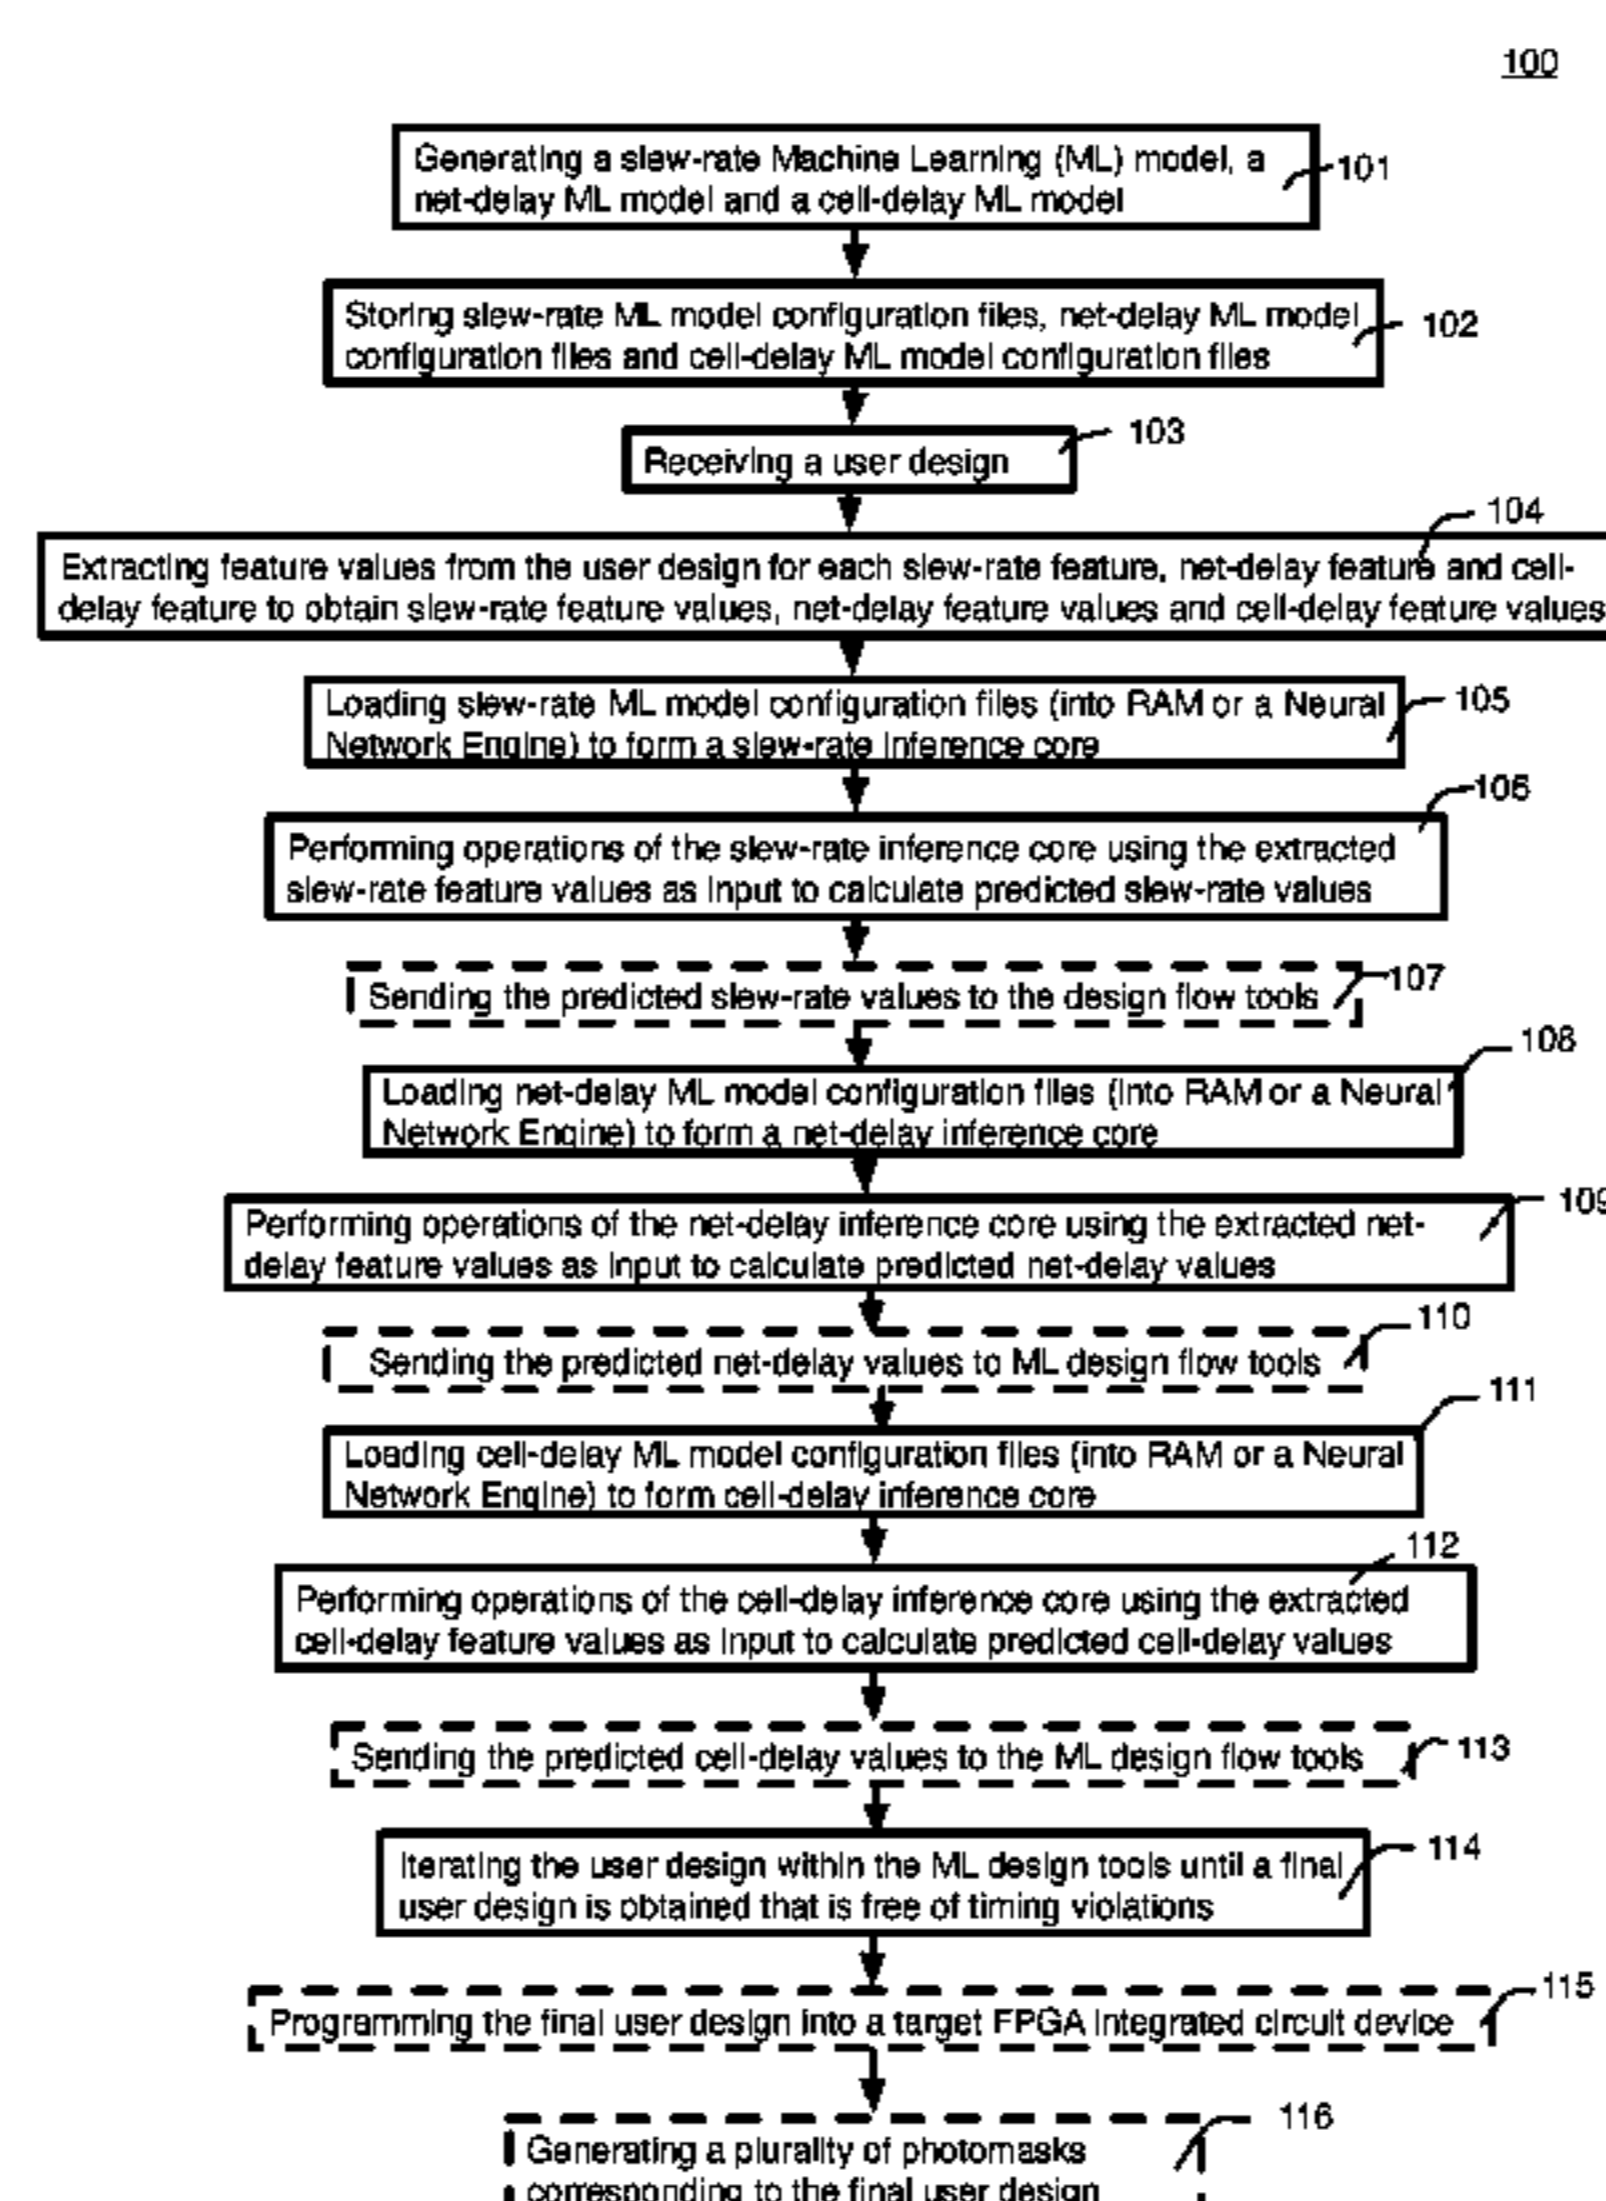 100
Generating a slew-rate Machine Learning (ML) model, a
net-delay ML model and a cell-delay ML model
101
Storing slew-rate ML model configuration files, net-delay ML model
configuration files and cell-delay ML model configuration files
102
103
Receiving a user design
104
Extracting feature values from the user design for each slew-rate feature, net-delay feature and cell-
delay feature to obtain slew-rate feature values, net-delay feature values and cell-delay feature values
Loading slew-rate ML model configuration files (into RAM or a Neural
Network Engine) to form a slew-rate inference core
105
106
Performing operations of the slew-rate inference core using the extracted
slew-rate feature values as input to calculate predicted slew-rate values
Sending the predicted slew-rate values to the design flow tools
107
108
Loading net-delay ML model configuration files (into RAM or a Neural
Network Engine) to form a net-delay inference core
109
Performing operations of the net-delay inference core using the extracted net-
delay feature values as input to calculate predicted net-delay values
110
Sending the predicted net-delay values to ML design flow tools
111
Loading cell-delay ML model configuration files (into RAM or a Neural
Network Engine) to form cell-delay inference core
112
Performing operations of the cell-delay inference core using the extracted
cell-delay feature values as input to calculate predicted cell-delay values
Sending the predicted cell-delay values to the ML design flow tools
113
Iterating the user design within the ML design tools until a final
user design is obtained that is free of timing violations
114
115
Programming the final user design into a target FPGA integrated circuit device
116
Generating a plurality of photomasks
corresponding to the final user design